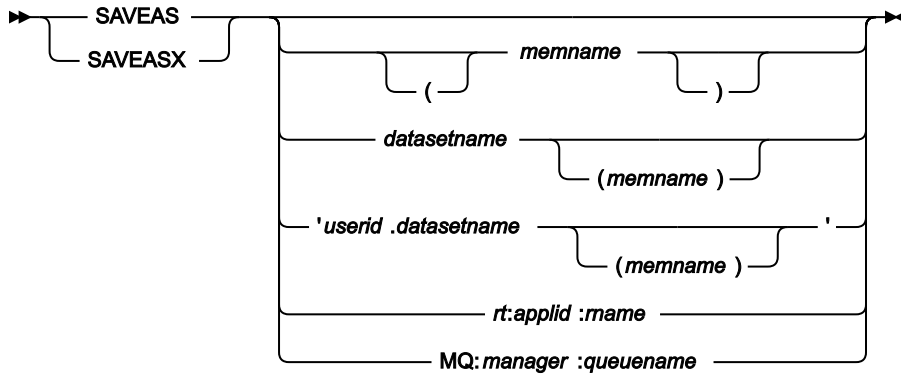 SAVEAS
SAVEASX
memname
( )
datasetname
(memname )
'userid .datasetname '
(memname )
rt:applid :rname
MQ:manager :queuename